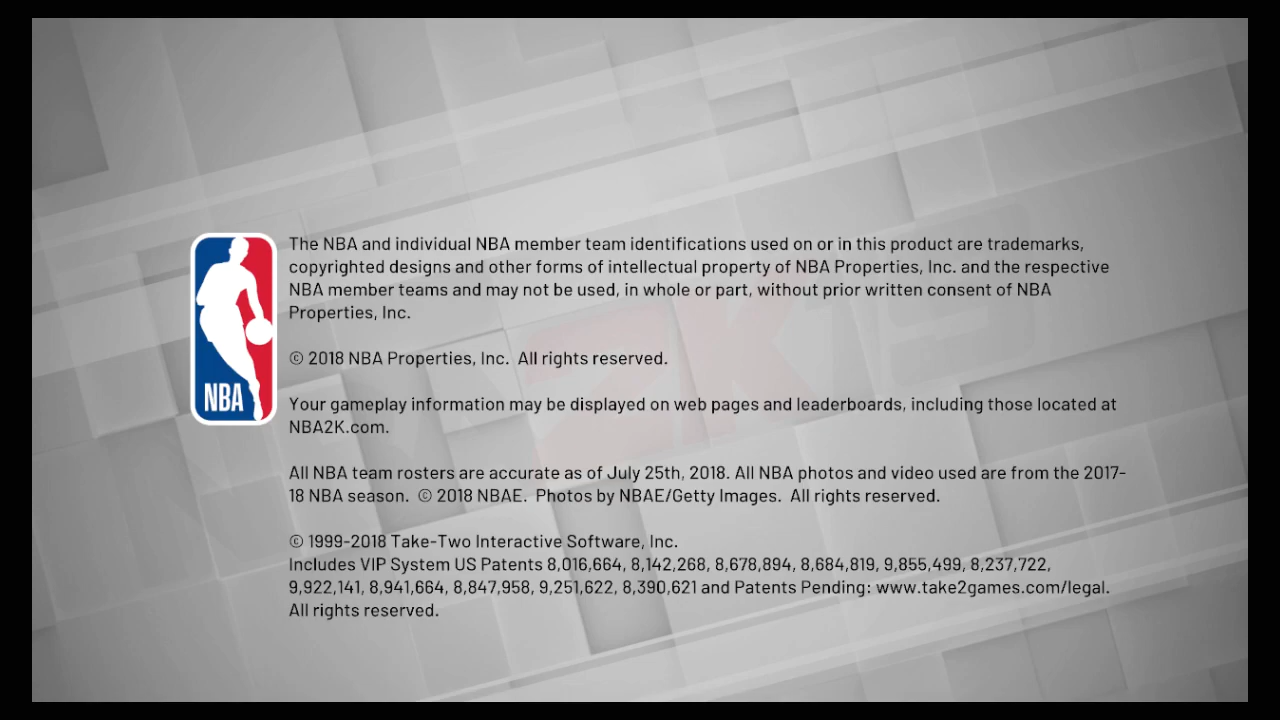 The NBA and individual NBA member team identifications used on or in this product are trademarks,
copyrighted designs and other forms of intellectual property of NBA Properties, Inc. and the respective
NBA member teams and may not be used, in whole or part, without prior written consent of NBA
Properties, Inc.
© 2018 NBA Properties, Inc.  All rights reserved.
Your gameplay information may be displayed on web pages and leaderboards, including those located at
NBA2K.com.
All NBA team rosters are accurate as of July 25th, 2018. All NBA photos and video used are from the 2017-
18 NBA season.  © 2018 NBAE.  Photos by NBAE/Getty Images.  All rights reserved.
© 1999-2018 Take-Two Interactive Software, Inc.
Includes VIP System US Patents 8,016,664, 8,142,268, 8,678,894, 8,684,819, 9,855,499, 8,237,722,
9,922,141, 8,941,664, 8,847,958, 9,251,622, 8,390,621 and Patents Pending: www.take2games.com/legal.
All rights reserved.
NBA
2K19